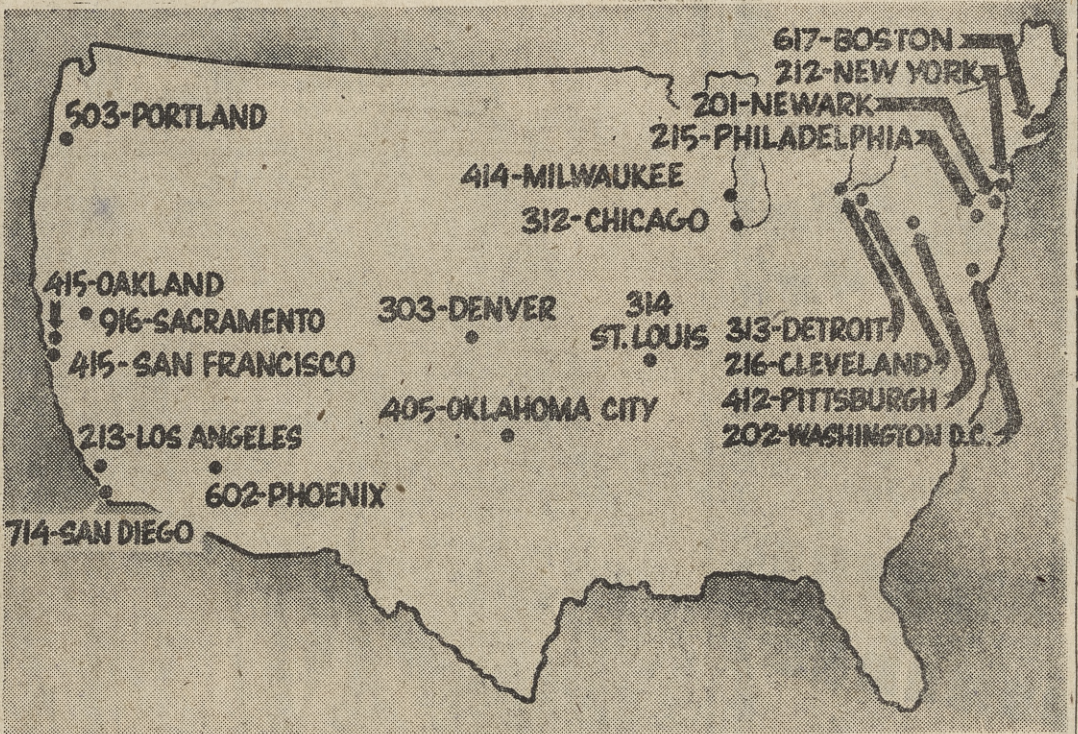 617-BOSTON
212-NEW YORK
201-NEWARK
215-PHILADELPHIA
503-PORTLAND
414-MILWAUKEE
312-CHICAGO
415-OAKLAND
916-SACRAMENTO
415-SAN FRANCISCO
303-DENVER
314
ST. LOUIS
313-DETROIT
216-CLEVELAND
412-PITTSBURGH
202-WASHINGTON D.C.
405-OKLAHOMA CITY
213-LOS ANGELES
602-PHOENIX
714-SAN DIEGO